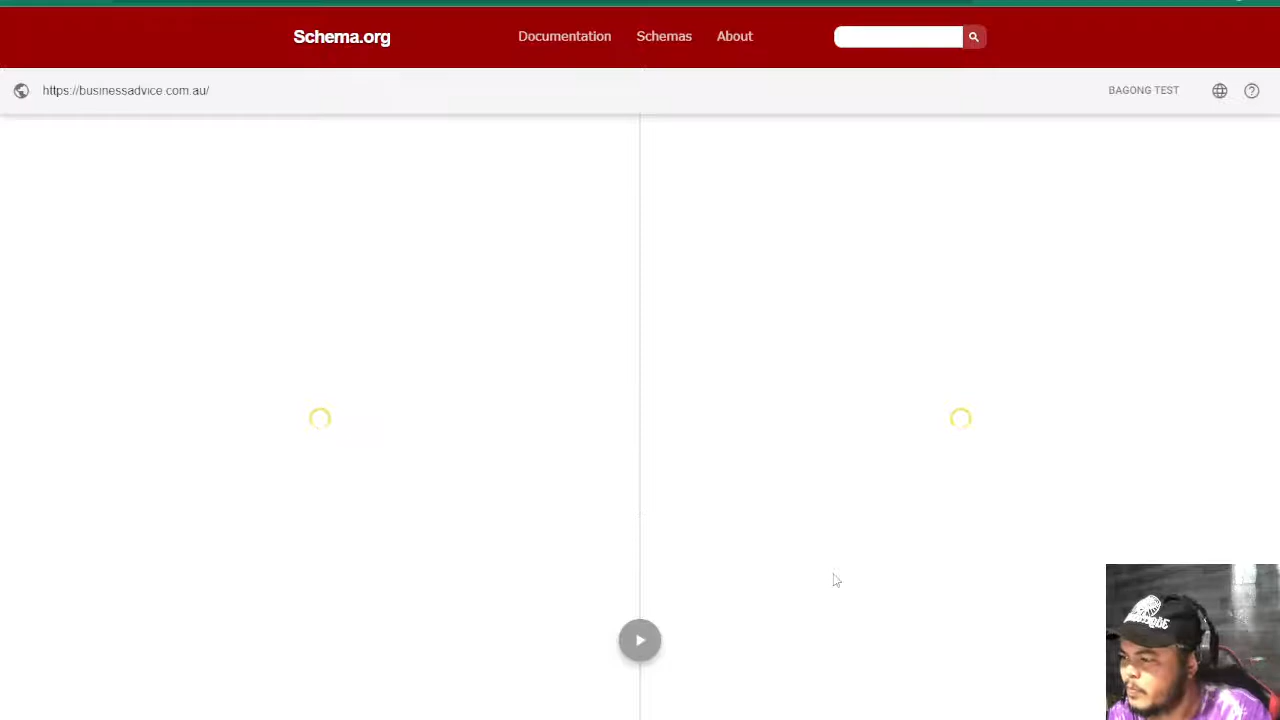 Schema.org
Documentation
Schemas
About
https://businessadvice.com.au/
BAGONG TEST